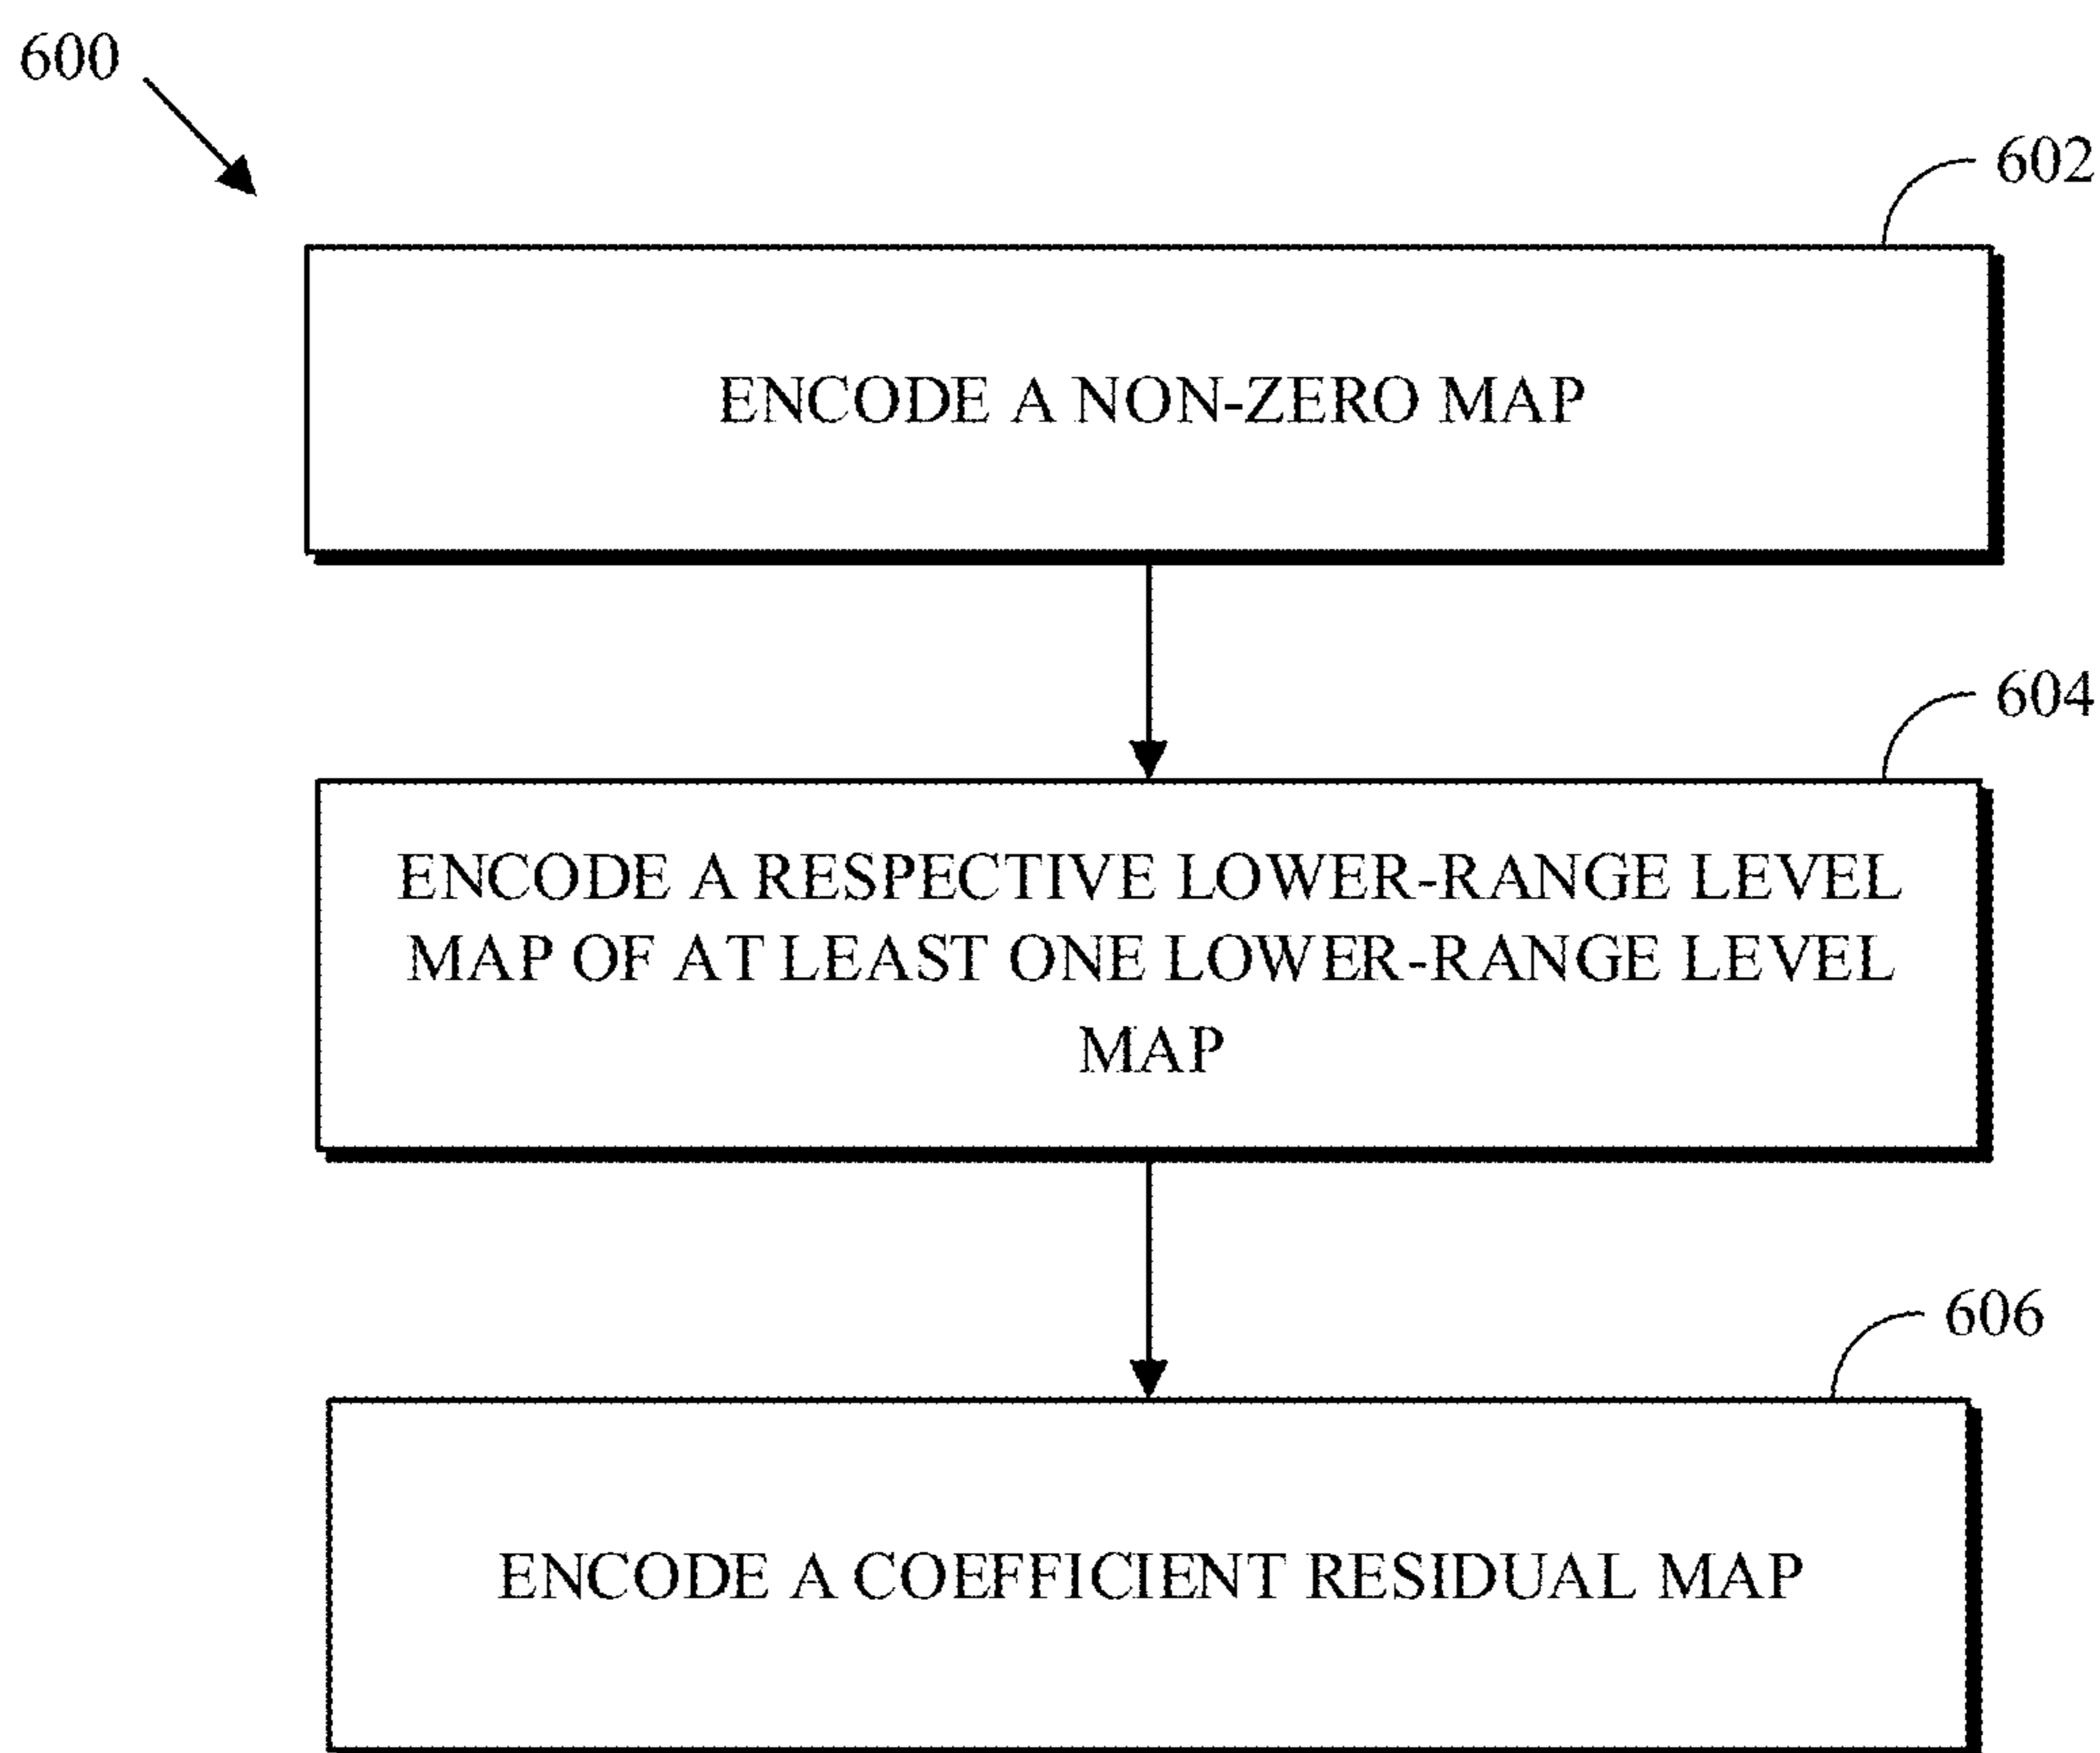 600
602
ENCODE A NON-ZERO MAP
604
ENCODE A RESPECTIVE LOWER-RANGE LEVEL
MAP OF AT LEAST ONE LOWER-RANGE LEVEL
MAP
606
ENCODE A COEFFICIENT RESIDUAL MAP